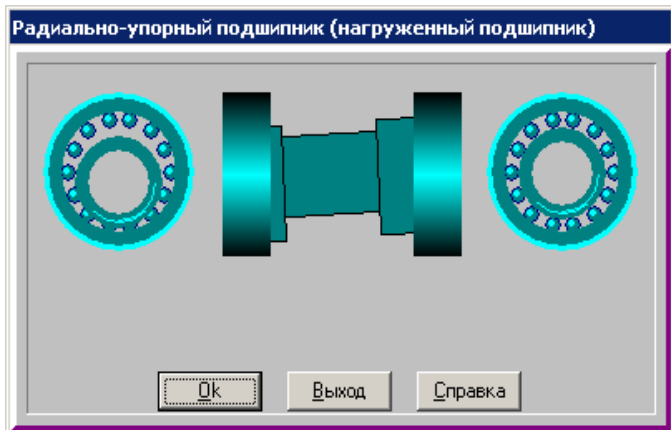 Радиально-упорный подшипник (нагруженный подшипник)
Ok
Выход
Справка